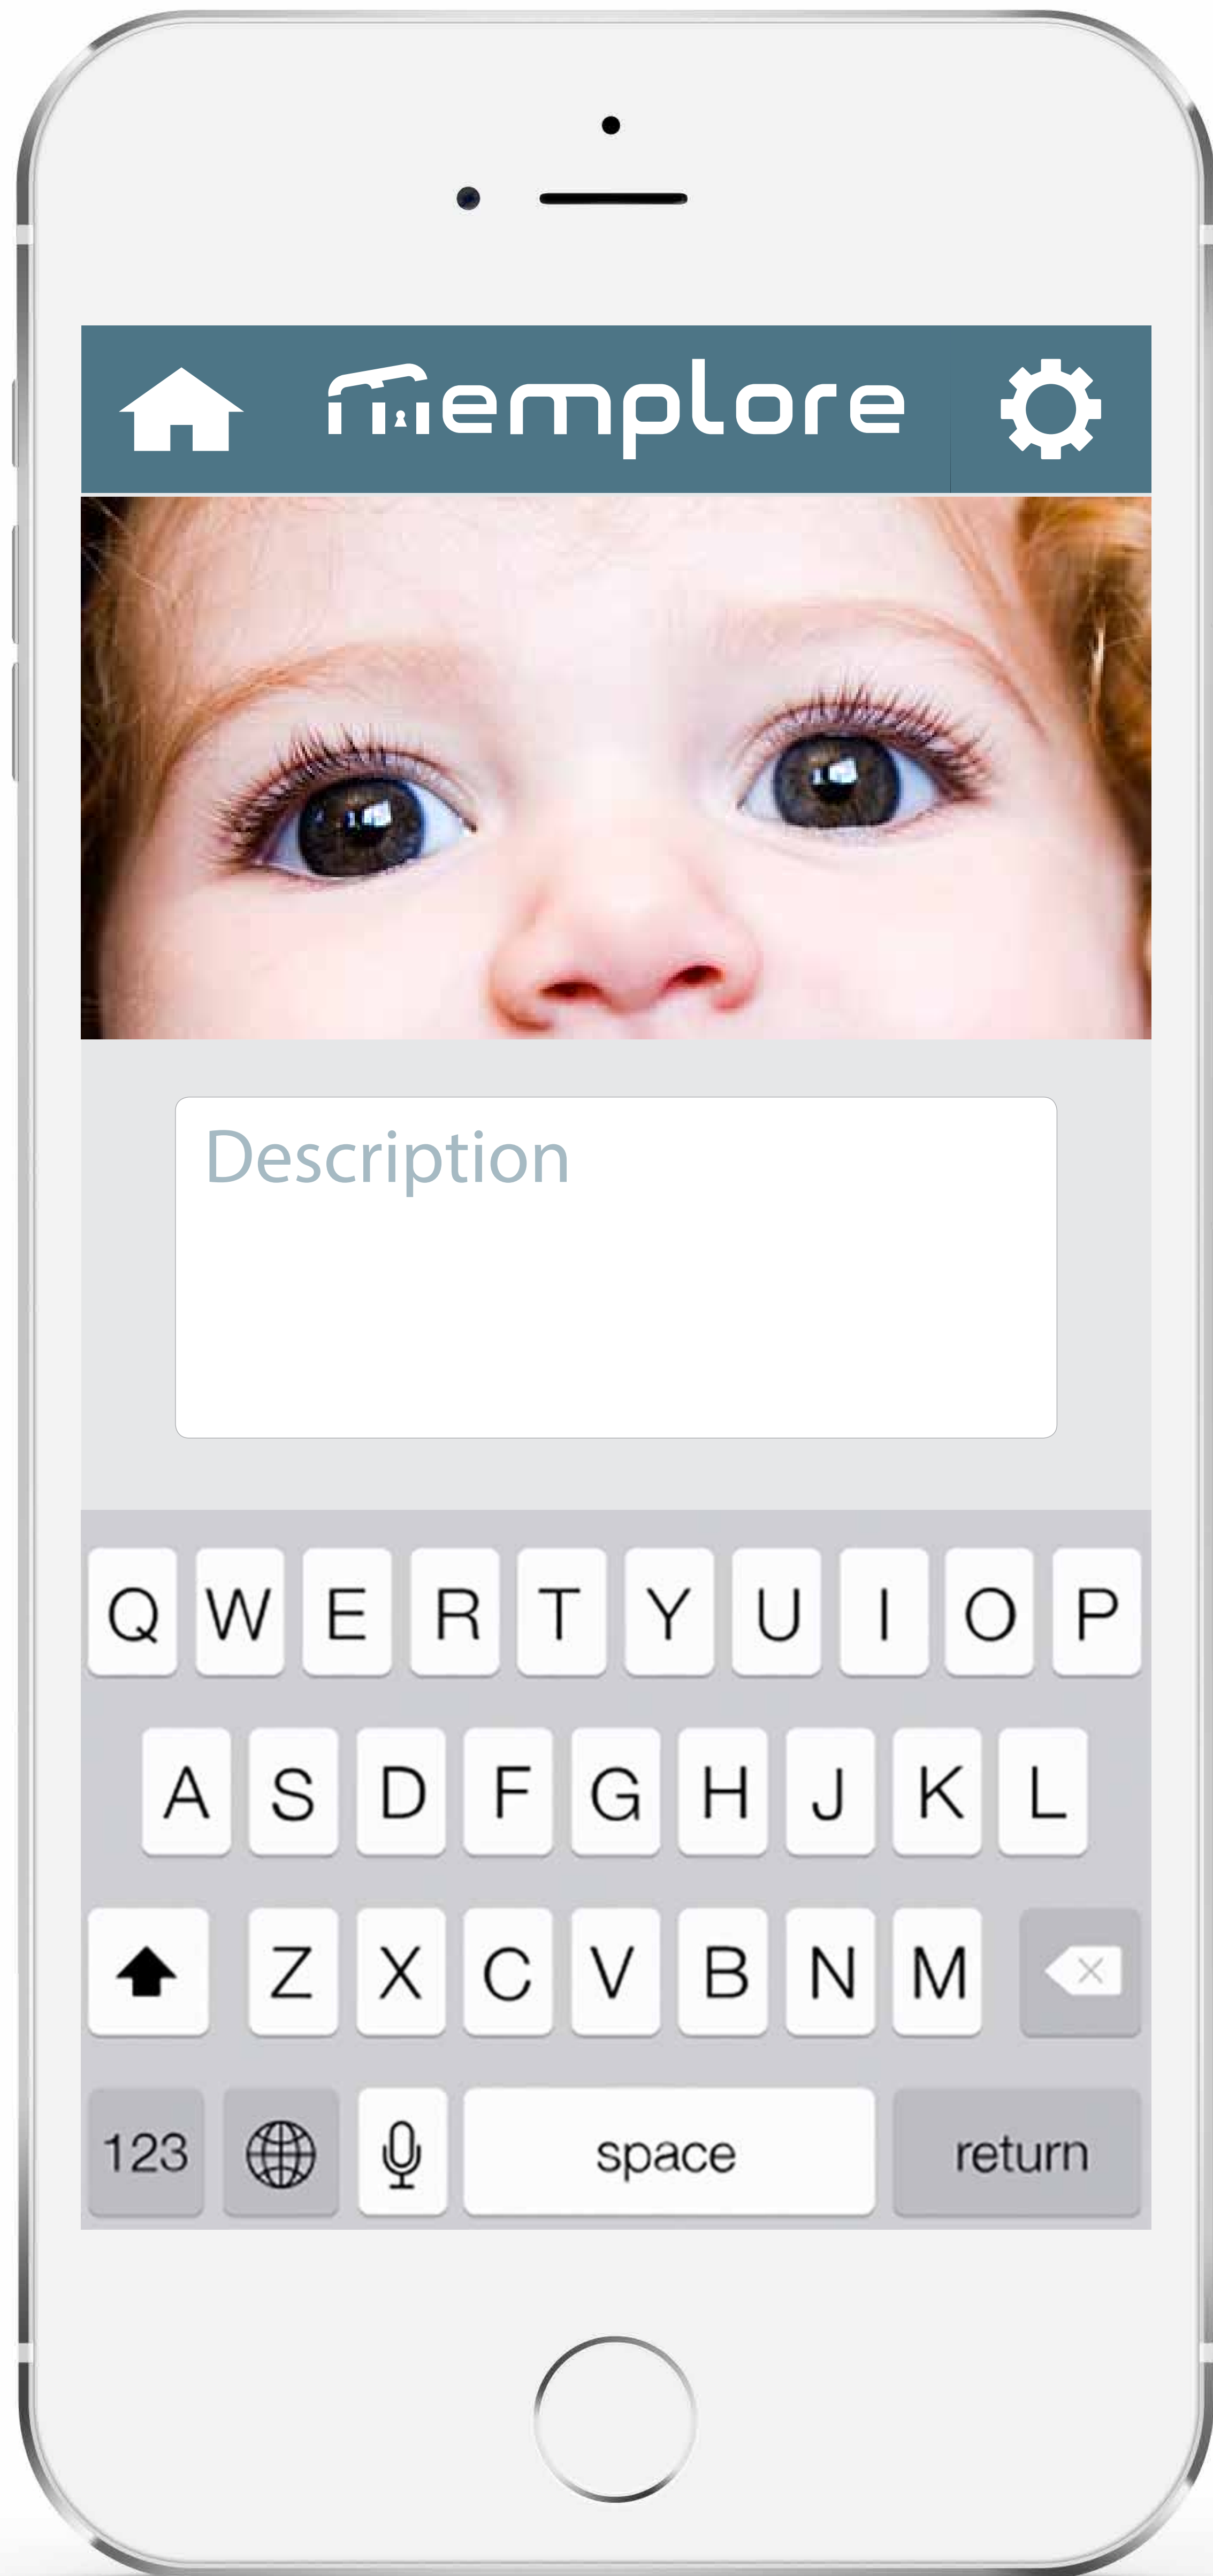 memplore
Description
Q W E R T Y U I O P
A S D F G H J K L
Z X C V B N M
123 space return